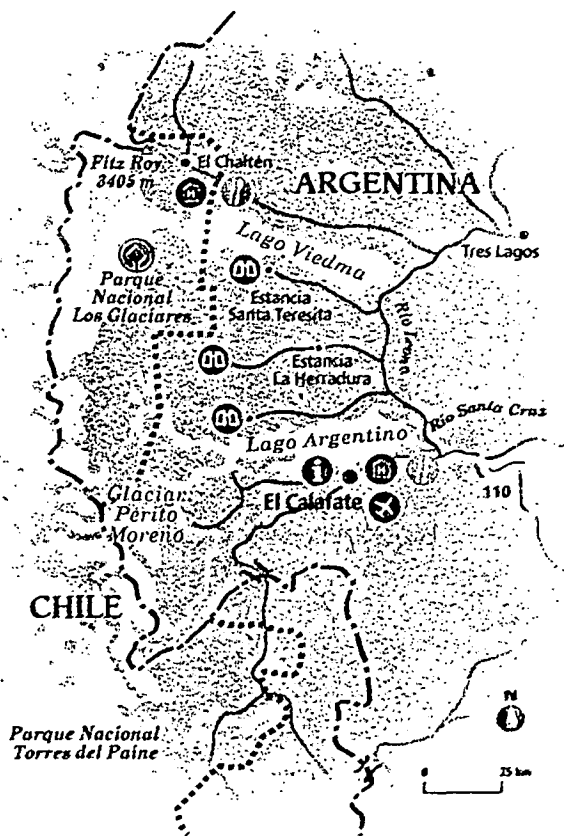 Fitz Roy
3405 m
El Chaltén
ARGENTINA
Lago Viedma
Tres Lagos
Parque
Nacional
Los Glaciares
Estancia
Santa Teresita
Río
Estancia
La Herradura
Río Santa Cruz
Lago Argentino
i
El Calafate
110
Glaciar
Perito
Moreno
CHILE
Parque Nacional
Torres del Paine
N
0 25 km